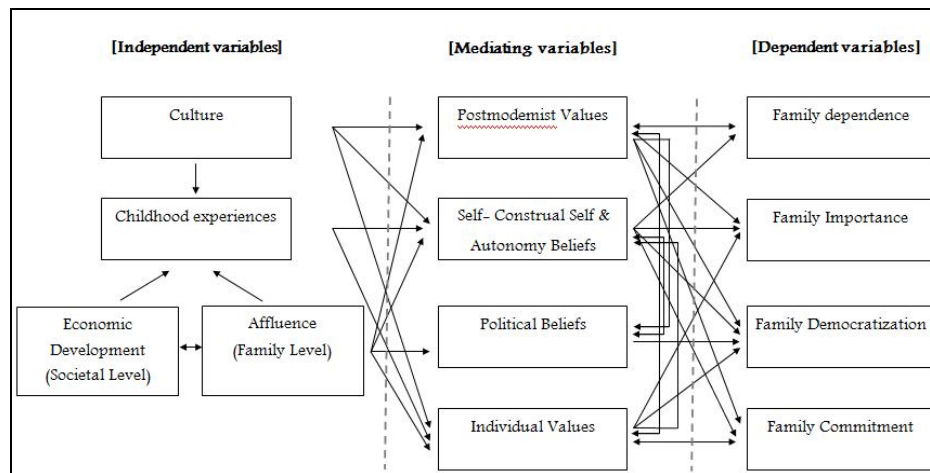 [Independent variables]
[Mediating variables]
[Dependent variables]
Culture
Childhood experiences
Economic
Development
(Societal Level)
Affluence
(Family Level)
Postmodemist Values
Self- Construal Self &
Autonomy Beliefs
Political Beliefs
Individual Values
Family dependence
Family Importance
Family Democratization
Family Commitment